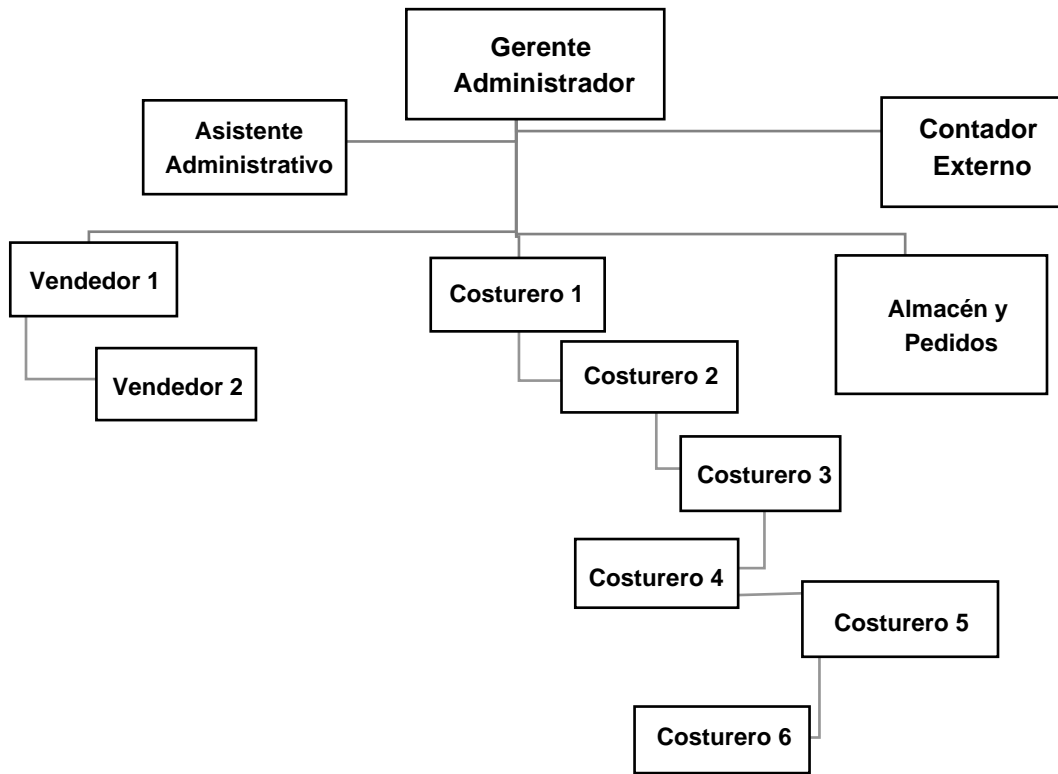 Gerente
Administrador
Asistente
Administrativo
Contador
Externo
Vendedor 1
Costurero 1
Almacén y
Pedidos
Vendedor 2
Costurero 2
Costurero 3
Costurero 4
Costurero 5
Costurero 6